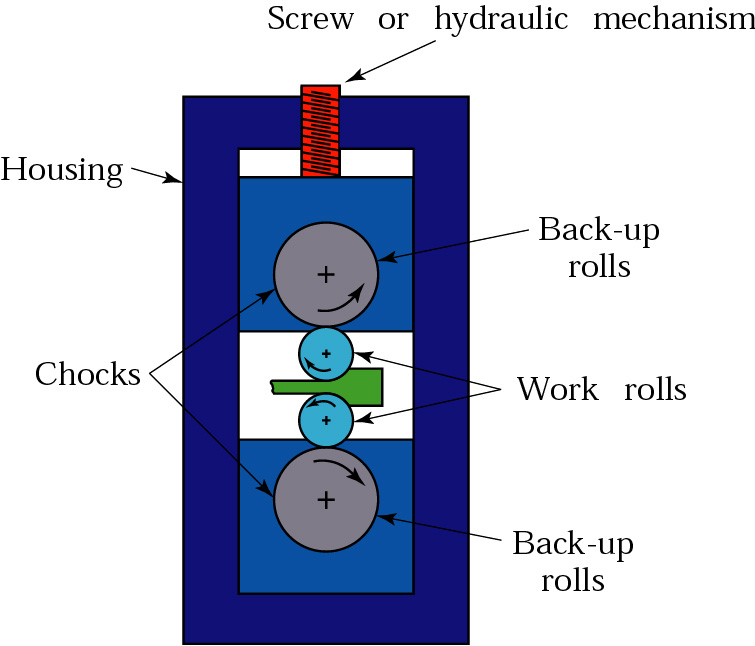 Screw or hydraulic mechanism
Housing
Back-up
rolls
Chocks
Work rolls
Back-up
rolls